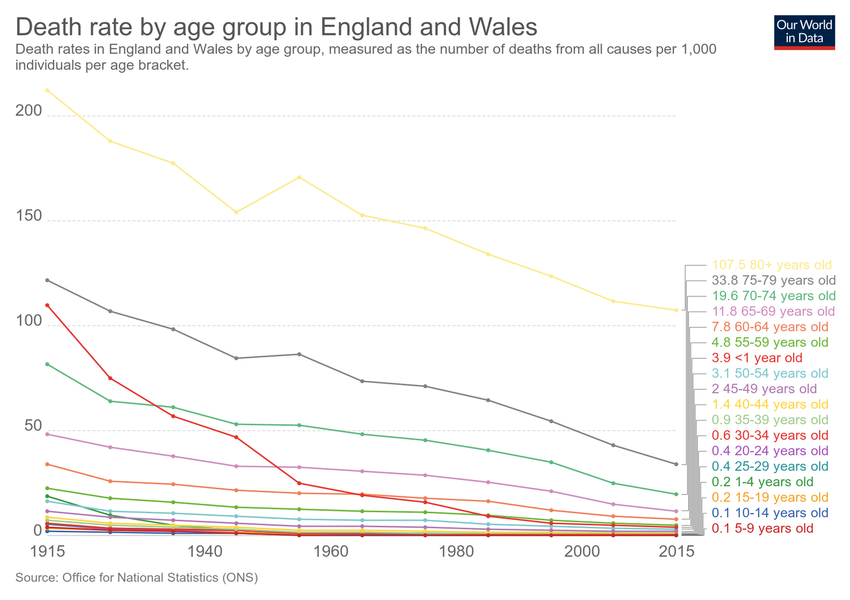 Death rate by age group in England and Wales
Our World
in Data
Death rates in England and Wales by age group, measured as the number of deaths from all causes per 1,000
individuals per age bracket.
200
150
100
50
0
1915
1940
1960
1980
2000
2015
107.5 80+ years old
33.8 75-79 years old
19.6 70-74 years old
11.8 65-69 years old
7.8 60-64 years old
4.8 55-59 years old
3.9 <1 year old
3.1 50-54 years old
2 45-49 years old
1.4 40-44 years old
0.9 35-39 years old
0.6 30-34 years old
0.4 20-24 years old
0.4 25-29 years old
0.2 1-4 years old
0.2 15-19 years old
0.1 10-14 years old
0.1 5-9 years old
Source: Office for National Statistics (ONS)